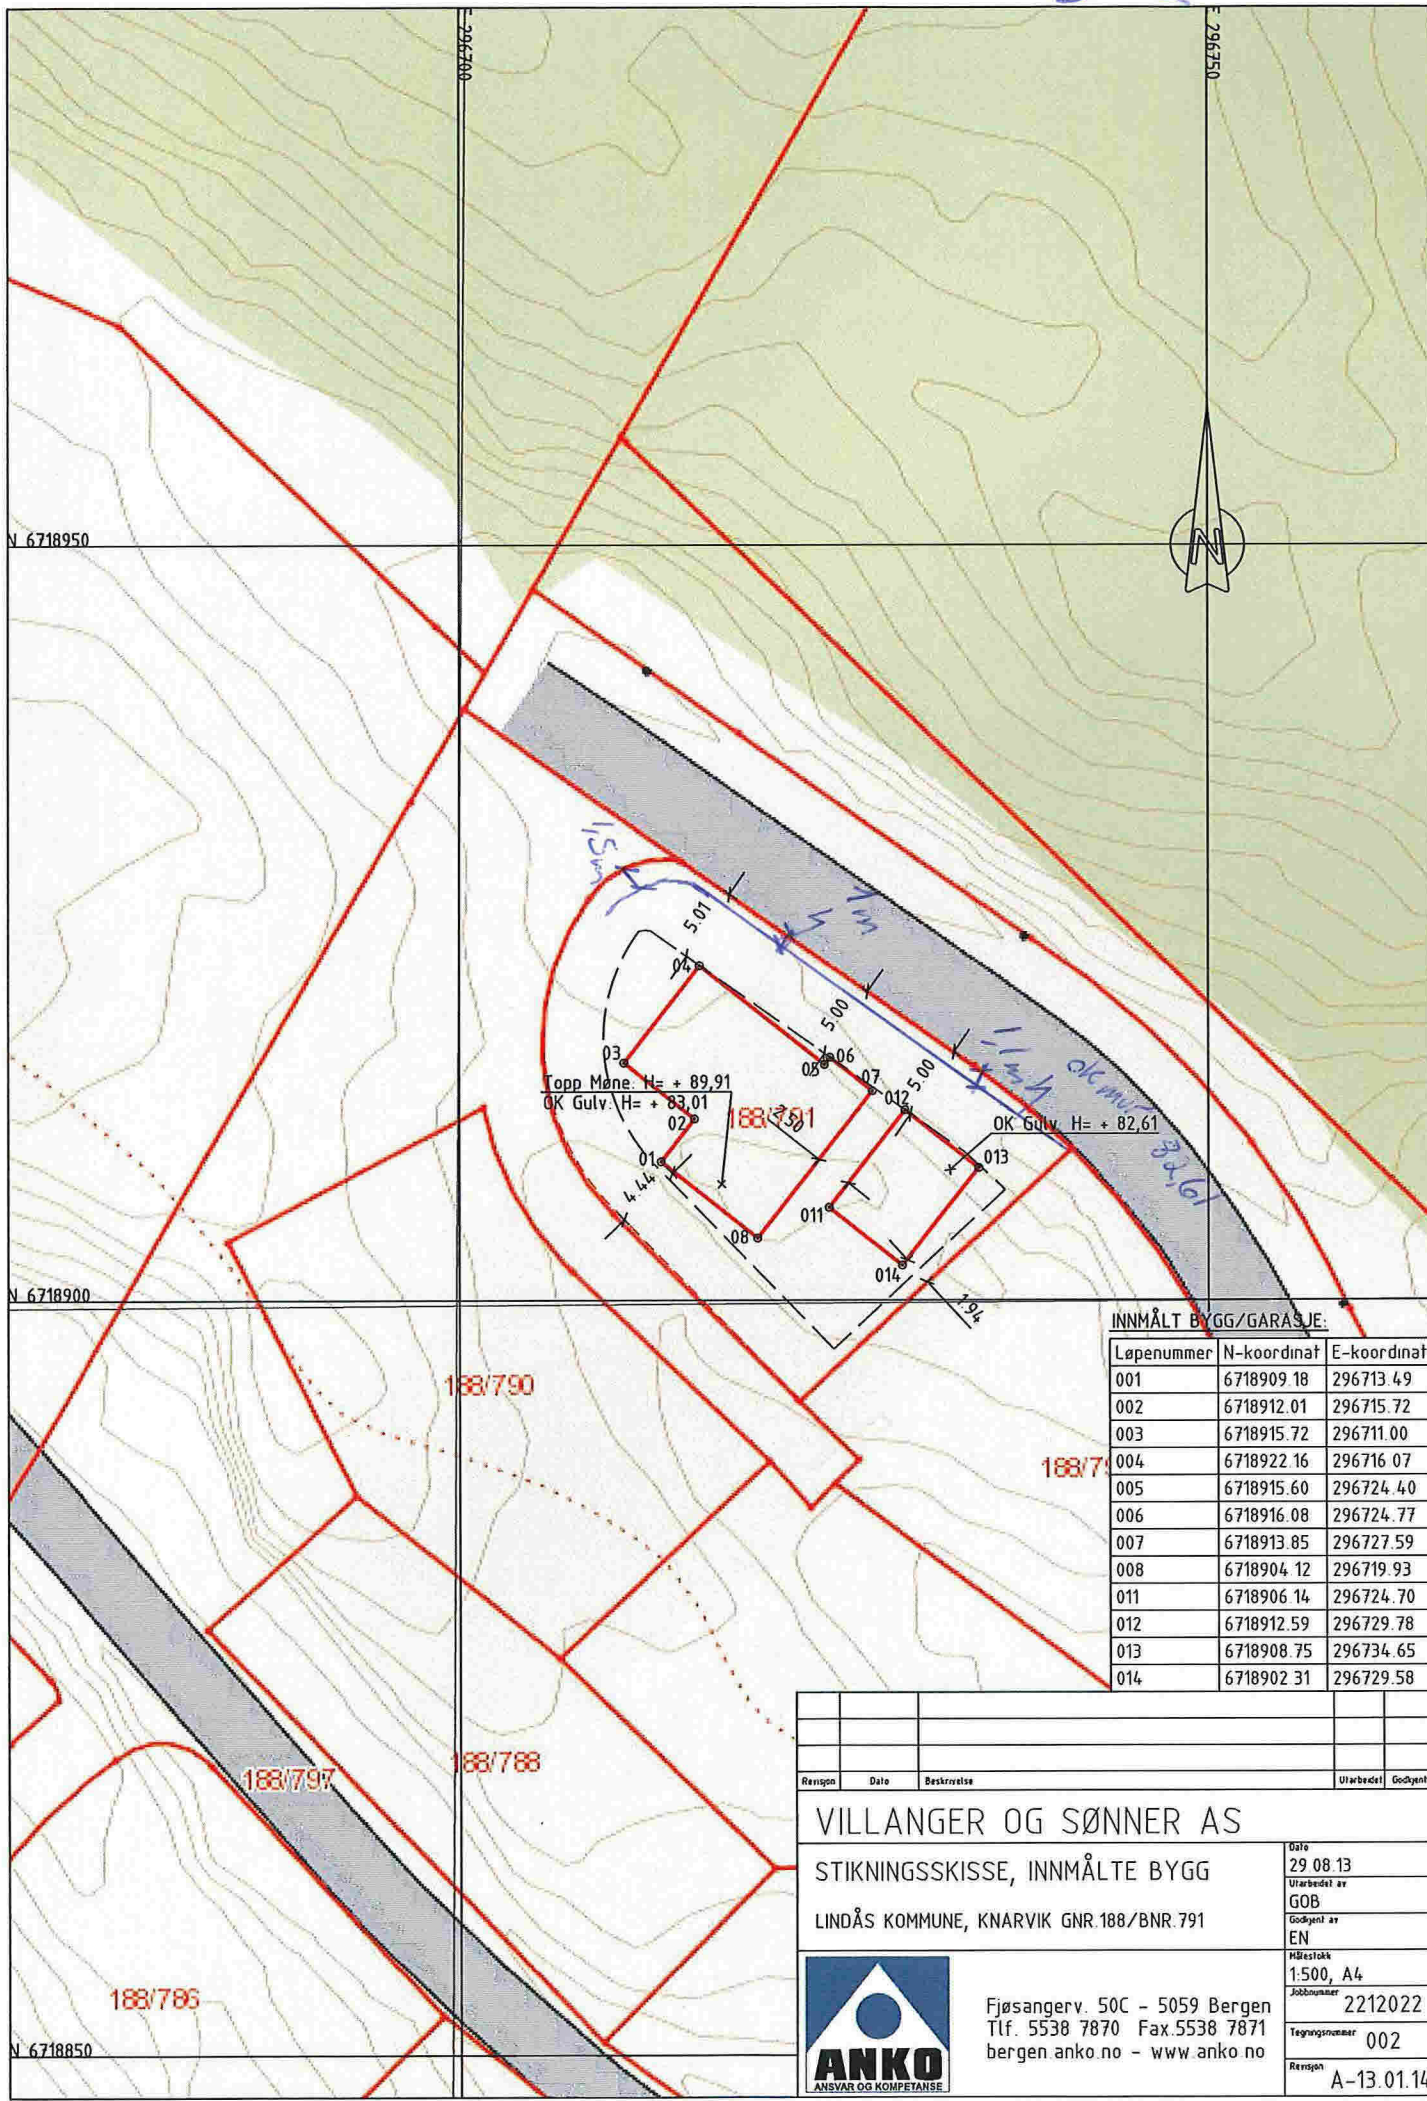 E 296700
E 296750
N 6718950
1,5m
5.01
1m
h
04
5.00
06
05
03
07
5.00
012
1,1m h
ok mur
82,61
Topp Møne: H= + 89,91
OK Gulv: H= + 83,01
02
188/791
2,50
OK Gulv: H= + 82,61
013
01
4.44
011
08
014
1.94
N 6718900
188/790
188/79
INNMÅLT BYGG/GARASJE:
Løpenummer N-koordinat E-koordinat
001 6718909.18 296713.49
002 6718912.01 296715.72
003 6718915.72 296711.00
004 6718922.16 296716.07
005 6718915.60 296724.40
006 6718916.08 296724.77
007 6718913.85 296727.59
008 6718904.12 296719.93
011 6718906.14 296724.70
012 6718912.59 296729.78
013 6718908.75 296734.65
014 6718902.31 296729.58
188/788
188/797
188/786
N 6718850
Revisjon Dato Beskrivelse Utarbeidet Godkjent
VILLANGER OG SØNNER AS
STIKNINGSSKISSE, INNMÅLTE BYGG
LINDÅS KOMMUNE, KNARVIK GNR.188/BNR.791
Dato
29.08.13
Utarbeidet av
GOB
Godkjent av
EN
Målestokk
1:500, A4
Jobbnummer
2212022
Tegningsnummer
002
Revisjon
A-13.01.14
ANKO
ANSVAR OG KOMPETANSE
Fjøsangerv. 50C - 5059 Bergen
Tlf. 5538 7870 Fax.5538 7871
bergen.anko.no - www.anko.no